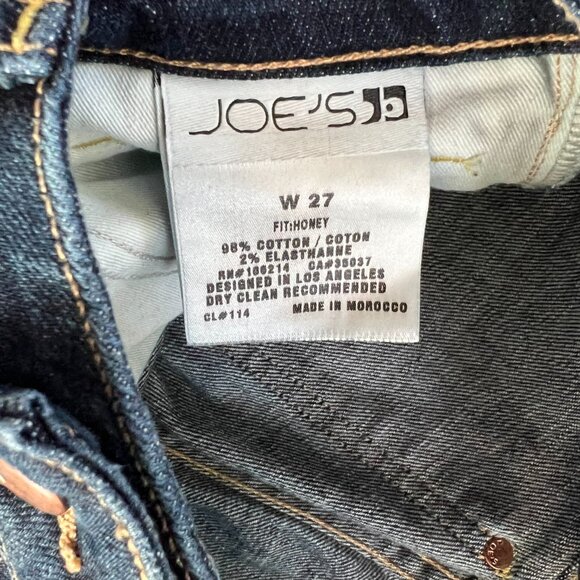 JOE'S
W 27
FIT:HONEY
98% COTTON / COTON
2% ELASTHANNE
RN#106214 CA#35037
DESIGNED IN LOS ANGELES
DRY CLEAN RECOMMENDED
CL#114 MADE IN MOROCCO